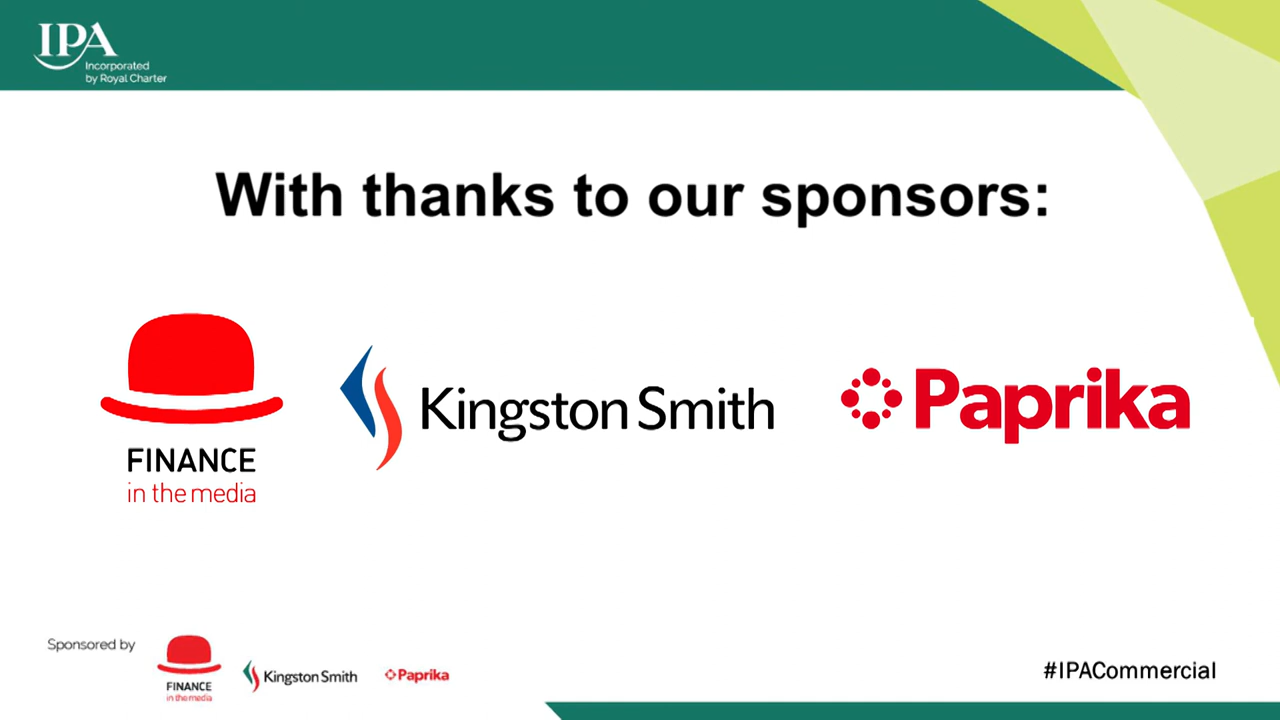 IPA
Incorporated
by Royal Charter
With thanks to our sponsors:
FINANCE
in the media
Kingston Smith
Paprika
Sponsored by
FINANCE
in the media
Kingston Smith
Paprika
#IPACommercial